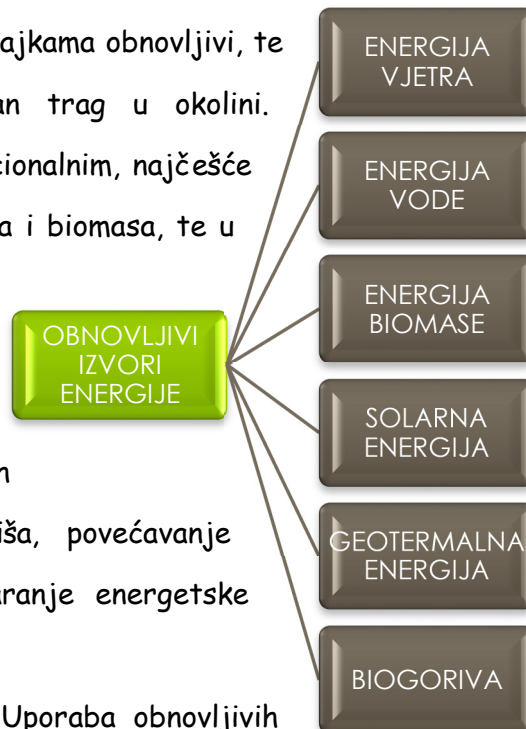 ajkama obnovljivi, te
an trag u okolini.
cionalnim, najčešće
a i biomasa, te u
iša, povećavanje
aranje energetske
Uporaba obnovljivih
OBNOVLJIVI
IZVORI
ENERGIJE
ENERGIJA
VJETRA
ENERGIJA
VODE
ENERGIJA
BIOMASE
SOLARNA
ENERGIJA
GEOTERMALNA
ENERGIJA
BIOGORIVA